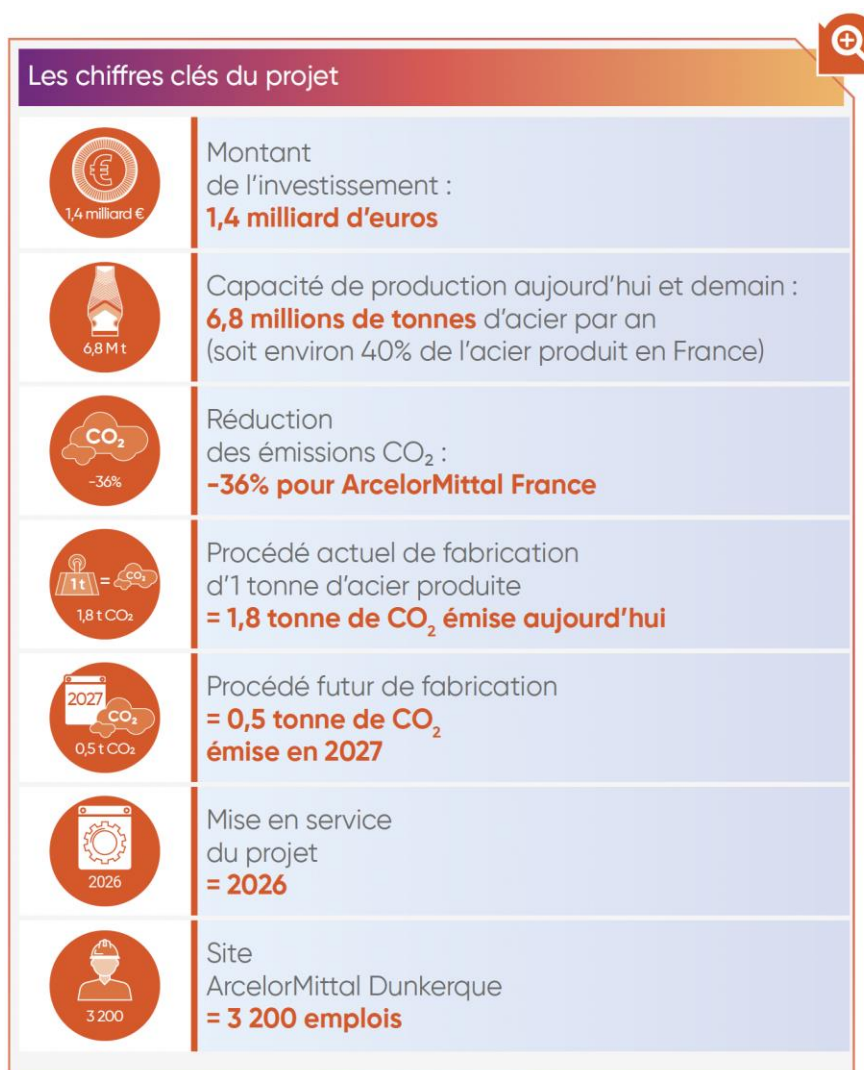 Les chiffres clés du projet
1,4 milliard €
Montant
de l’investissement :
1,4 milliard d’euros
6,8 M t
Capacité de production aujourd’hui et demain :
6,8 millions de tonnes d’acier par an
(soit environ 40% de l’acier produit en France)
CO₂
-36%
Réduction
des émissions CO₂ :
-36% pour ArcelorMittal France
1 t = CO₂
1,8 t CO₂
Procédé actuel de fabrication
d’1 tonne d’acier produite
= 1,8 tonne de CO₂ émise aujourd’hui
2027
CO₂
0,5 t CO₂
Procédé futur de fabrication
= 0,5 tonne de CO₂
émise en 2027
2026
Mise en service
du projet
= 2026
3 200
Site
ArcelorMittal Dunkerque
= 3 200 emplois